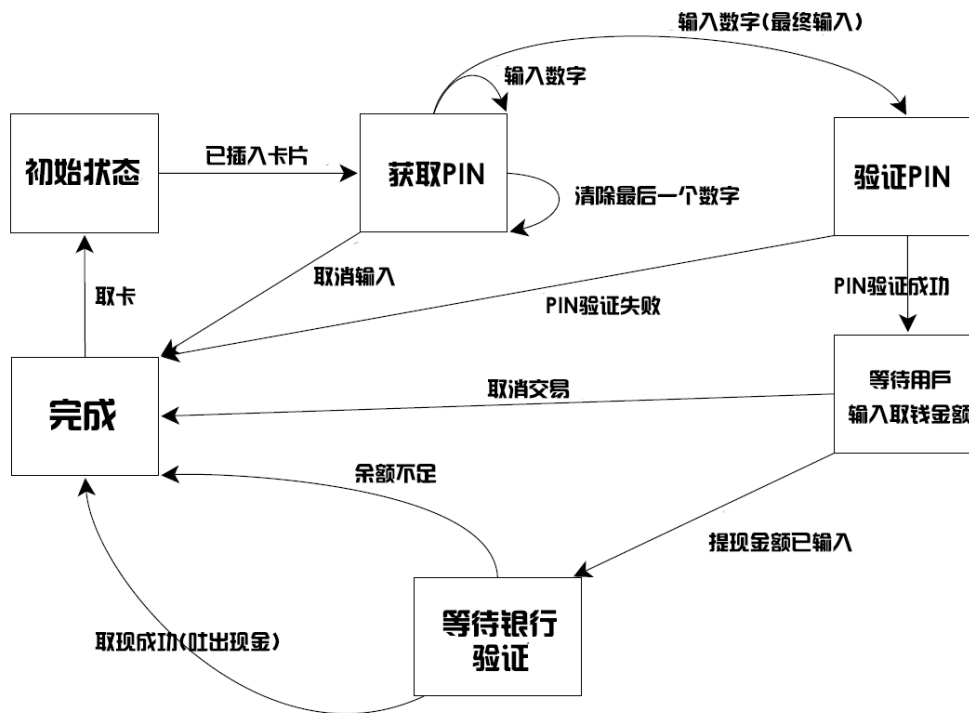 输入数字(最终输入)
输入数字
初始状态
已插入卡片
获取PIN
验证PIN
清除最后一个数字
取消输入
取卡
PIN验证失败
PIN验证成功
完成
取消交易
等待用户
输入取钱金额
余额不足
提现金额已输入
等待银行
验证
取现成功(吐出现金)